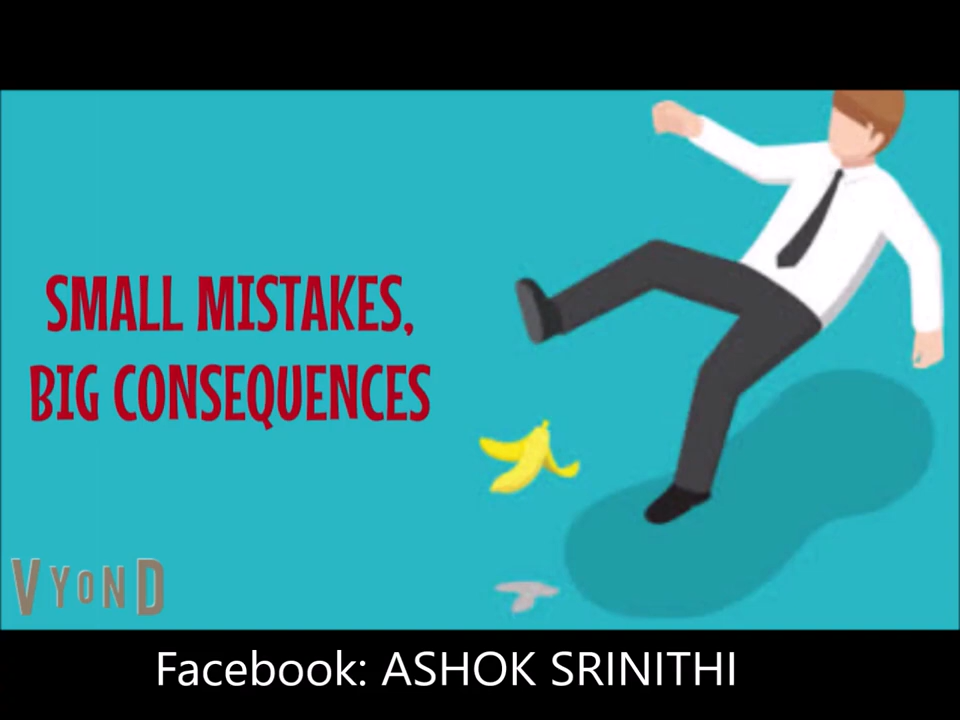 SMALL MISTAKES,
BIG CONSEQUENCES
VYOND
Facebook: ASHOK SRINITHI